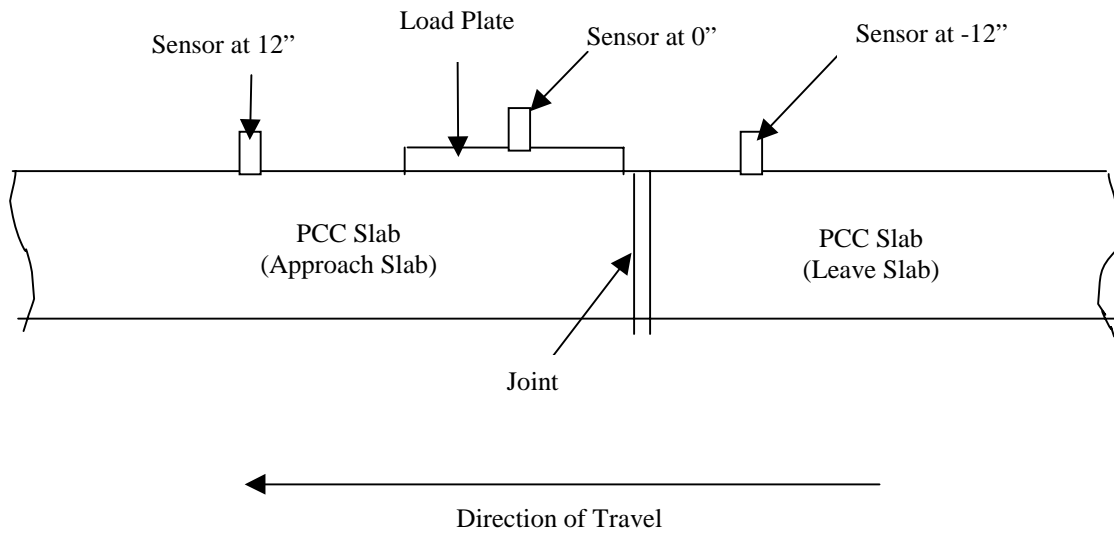 Load Plate
Sensor at 12”
Sensor at 0”
Sensor at -12”
PCC Slab
(Approach Slab)
PCC Slab
(Leave Slab)
Joint
Direction of Travel